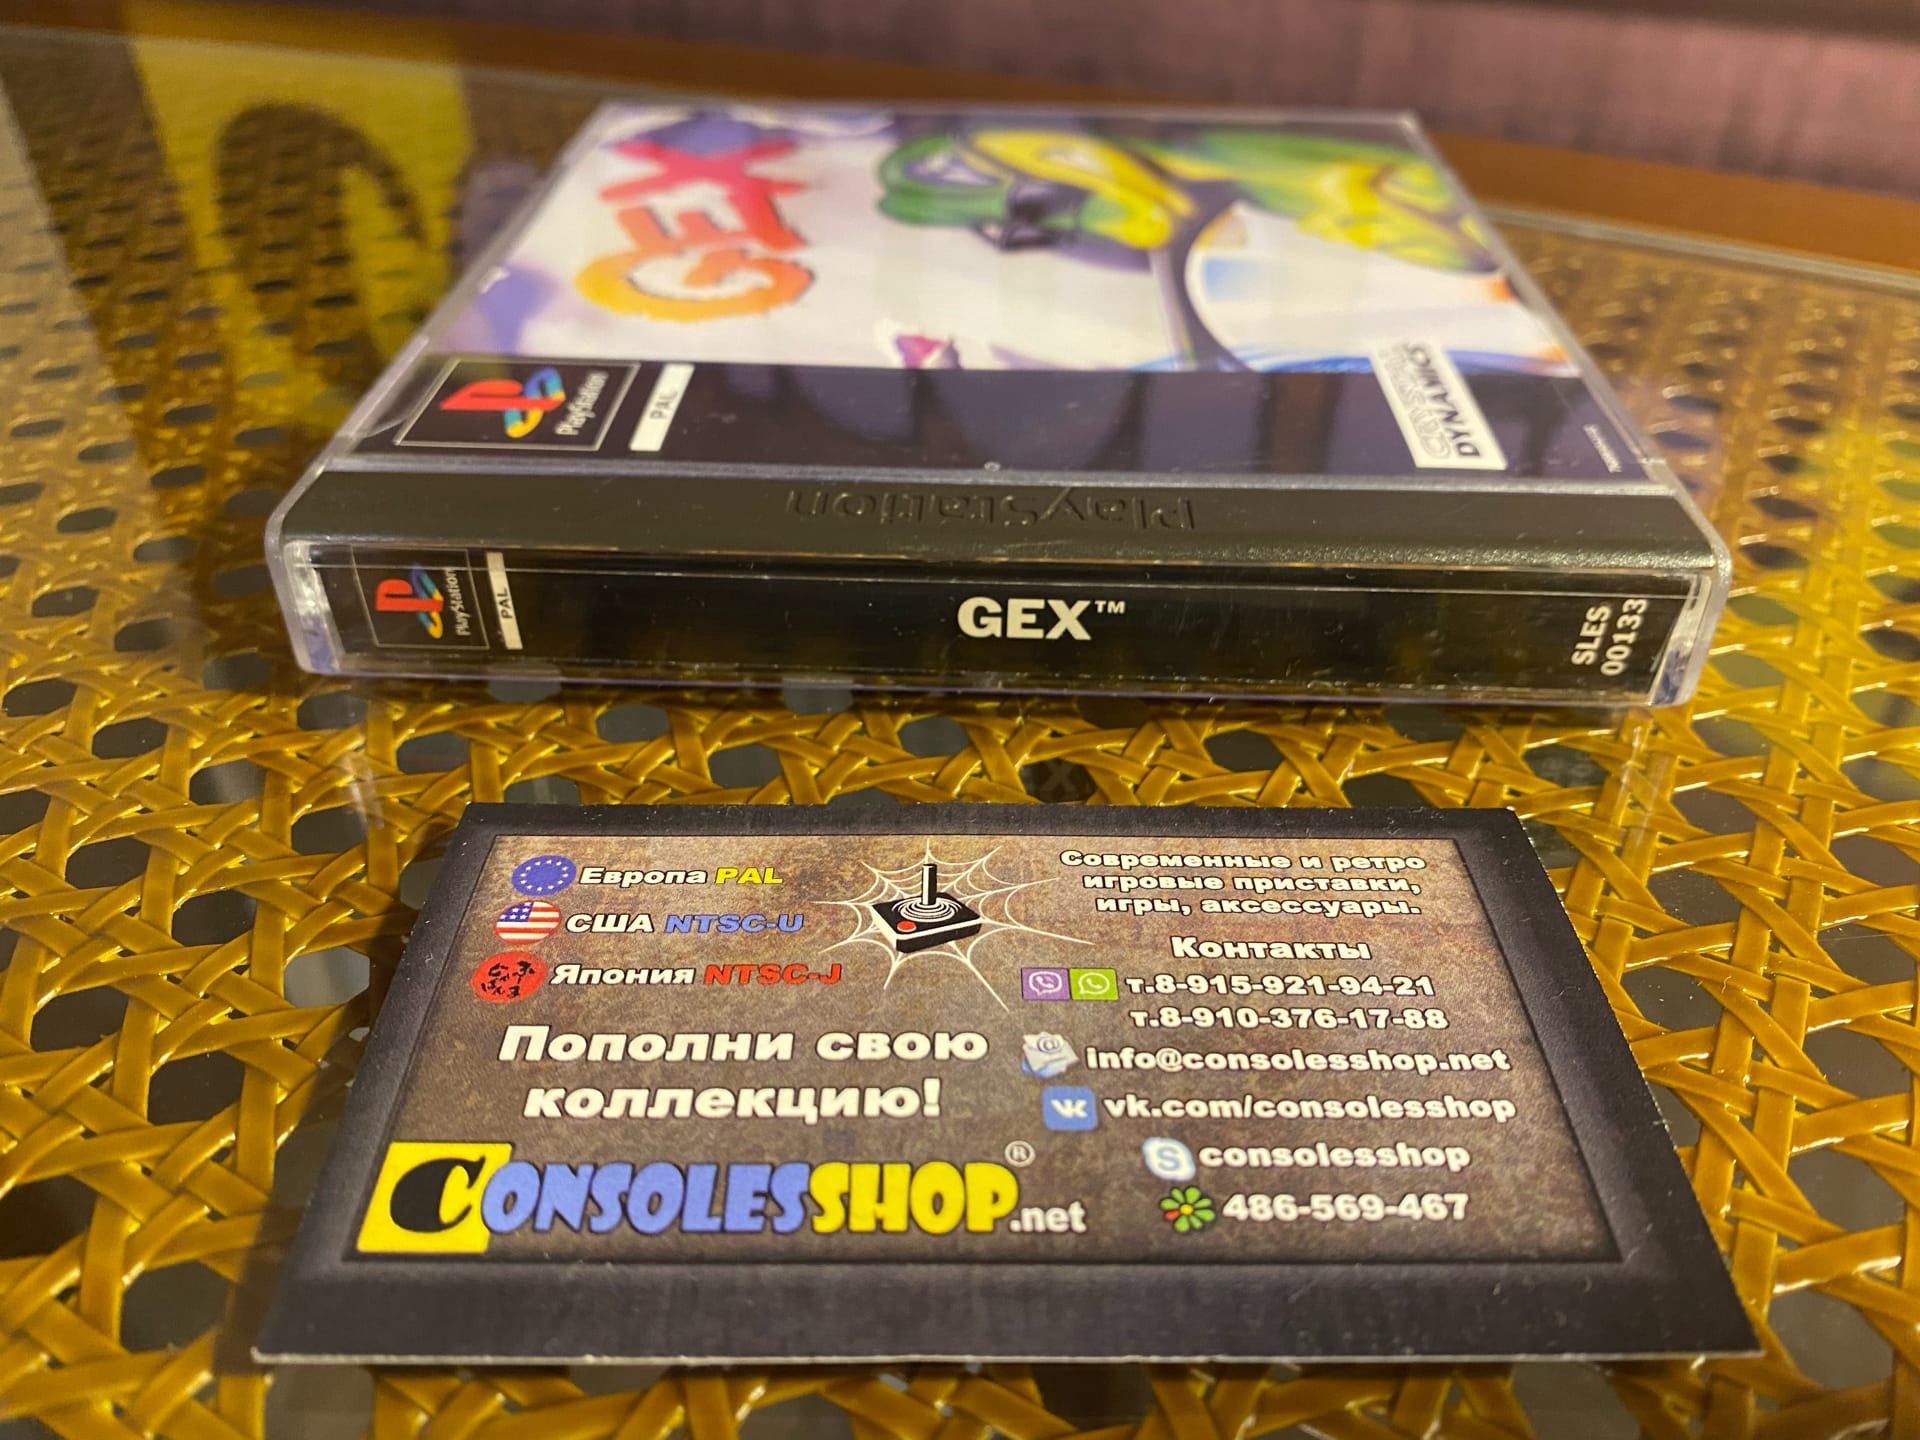 GEX
PlayStation
PAL
CRYSTAL
DYNAMICS
PlayStation
PlayStation
PAL
GEX™
SLES
00133
Европа PAL
США NTSC-U
Япония NTSC-J
Пополни свою
коллекцию!
CONSOLESSHOP®.net
Современные и ретро
игровые приставки,
игры, аксессуары.
Контакты
т.8-915-921-94-21
т.8-910-376-17-88
info@consolesshop.net
vk.com/consolesshop
consolesshop
486-569-467